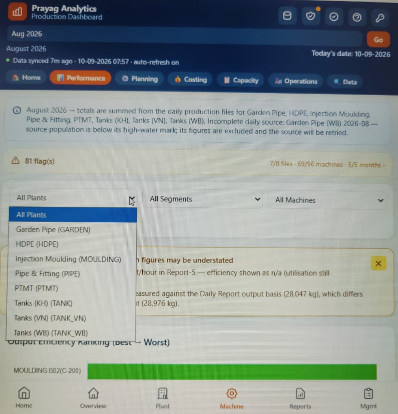 Prayag Analytics
Production Dashboard
Aug 2026
Go
August 2026
Today's date: 10-09-2026
Data synced 7m ago · 10-09-2026 07:57 · auto-refresh on
Home
Performance
Planning
Costing
Capacity
Operations
Data
August 2026 — totals are summed from the daily production files for Garden Pipe, HDPE, Injection Moulding,
Pipe & Fitting, PTMT, Tanks (KH), Tanks (VN), Tanks (WB). Incomplete daily source: Tanks (WB) 2026-08 —
source population is below its high-water mark; its figures are excluded and the source will be retried.
81 flag(s)
7/8 files · 69/96 machines · 5/5 months ›
All Plants
All Segments
All Machines
All Plants
Garden Pipe (GARDEN)
HDPE (HDPE)
Injection Moulding (MOULDING)
Pipe & Fitting (PIPE)
PTMT (PTMT)
Tanks (KH) (TANK)
Tanks (VN) (TANK_VN)
Tanks (WB) (TANK_WB)
figures may be understated
t/hour in Report-5 — efficiency shown as n/a (utilisation still
easured against the Daily Report output basis (28,047 kg), which differs
t (28,976 kg).
Output Efficiency Ranking (Best → Worst)
MOULDING IB02(C-200)
Home
Overview
Plant
Machine
Reports
Mgmt